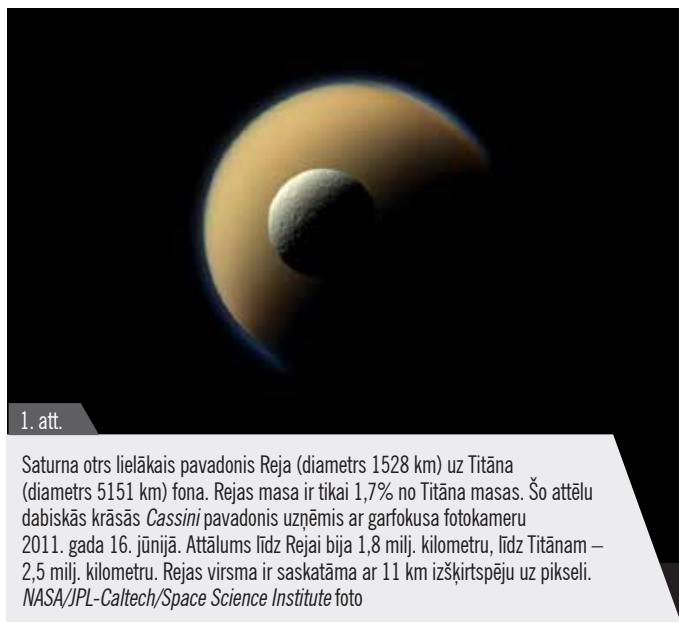 1. att.
Saturna otrs lielākais pavadonis Reja (diametrs 1528 km) uz Titāna
(diametrs 5151 km) fona. Rejas masa ir tikai 1,7% no Titāna masas. Šo attēlu
dabiskās krāsās Cassini pavadonis uzņēmis ar garfokusa fotokameru
2011. gada 16. jūnijā. Attālums līdz Rejai bija 1,8 milj. kilometru, līdz Titānam –
2,5 milj. kilometru. Rejas virsma ir saskatāma ar 11 km izšķirtspēju uz pikseli.
NASA/JPL-Caltech/Space Science Institute foto